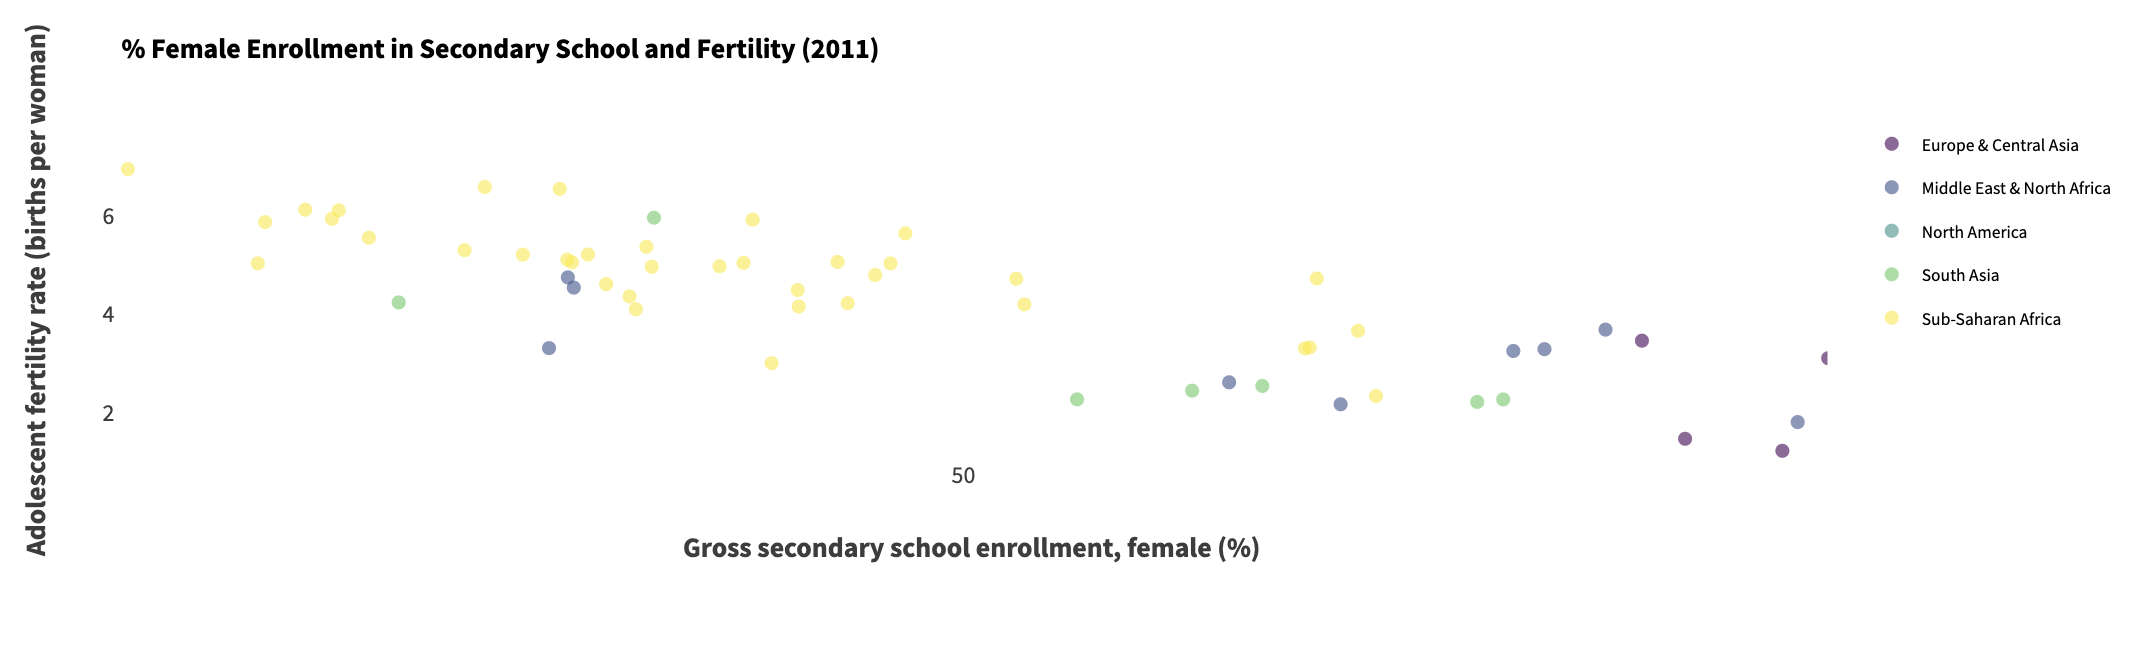 % Female Enrollment in Secondary School and Fertility (2011)
Adolescent fertility rate (births per woman)
6
4
2
50
Gross secondary school enrollment, female (%)
Europe & Central Asia
Middle East & North Africa
North America
South Asia
Sub-Saharan Africa